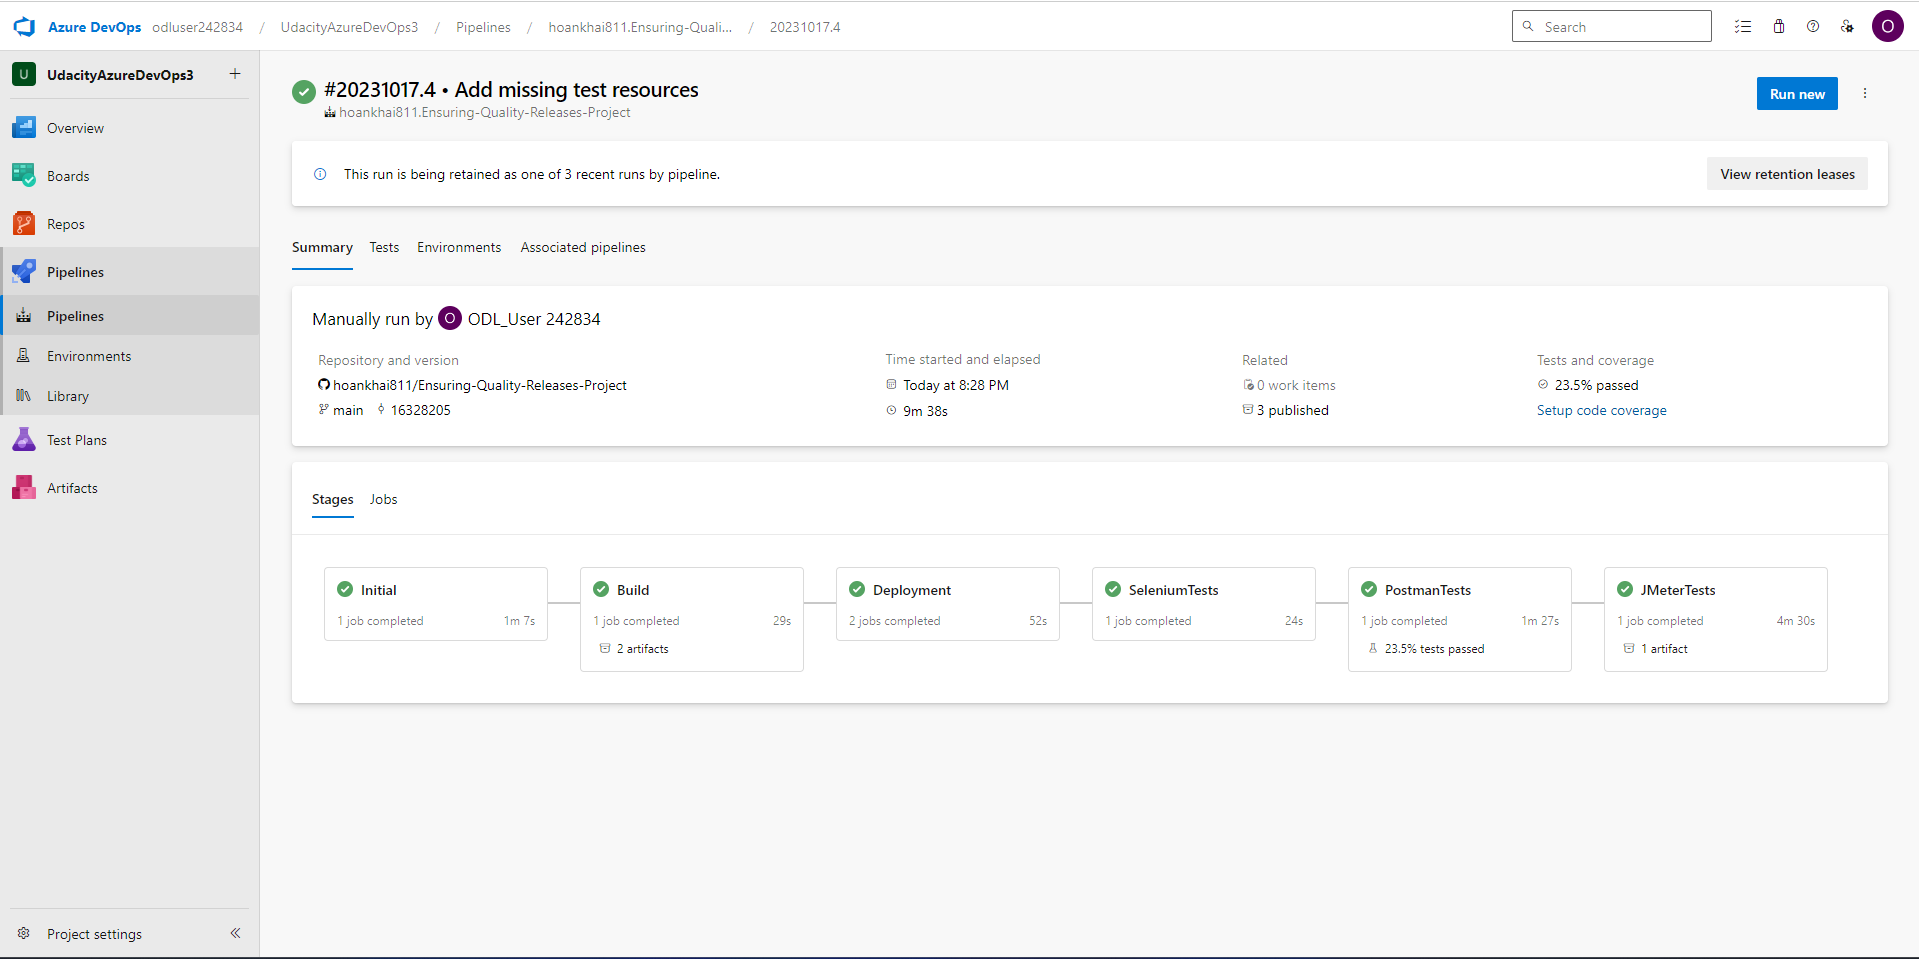 Azure DevOps odluser242834 / UdacityAzureDevOps3 / Pipelines / hoankhai811.Ensuring-Quali... / 20231017.4
Search
O
U UdacityAzureDevOps3 +
Overview
Boards
Repos
Pipelines
Pipelines
Environments
Library
Test Plans
Artifacts
Project settings
#20231017.4 • Add missing test resources
hoankhai811.Ensuring-Quality-Releases-Project
Run new
This run is being retained as one of 3 recent runs by pipeline.
View retention leases
Summary Tests Environments Associated pipelines
Manually run by O ODL_User 242834
Repository and version
hoankhai811/Ensuring-Quality-Releases-Project
main 16328205
Time started and elapsed
Today at 8:28 PM
9m 38s
Related
0 work items
3 published
Tests and coverage
23.5% passed
Setup code coverage
Stages Jobs
Initial
1 job completed 1m 7s
Build
1 job completed 29s
2 artifacts
Deployment
2 jobs completed 52s
SeleniumTests
1 job completed 24s
PostmanTests
1 job completed 1m 27s
23.5% tests passed
JMeterTests
1 job completed 4m 30s
1 artifact